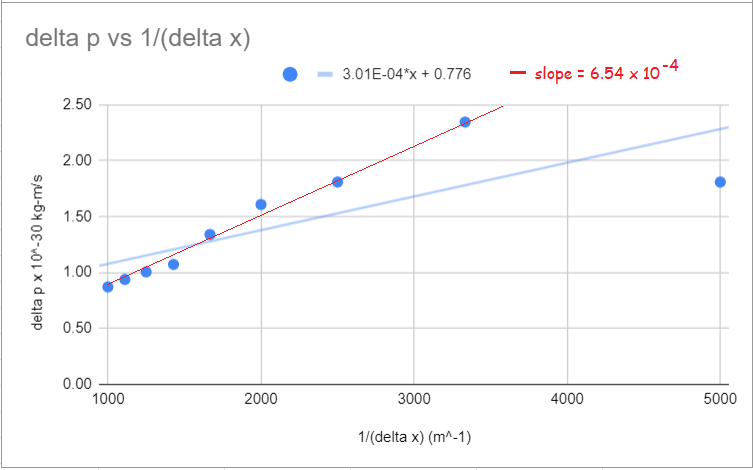 delta p vs 1/(delta x)
3.01E-04*x + 0.776
slope = 6.54 x 10^-4
delta p x 10^-30 kg-m/s
2.50
2.00
1.50
1.00
0.50
0.00
1000 2000 3000 4000 5000
1/(delta x) (m^-1)